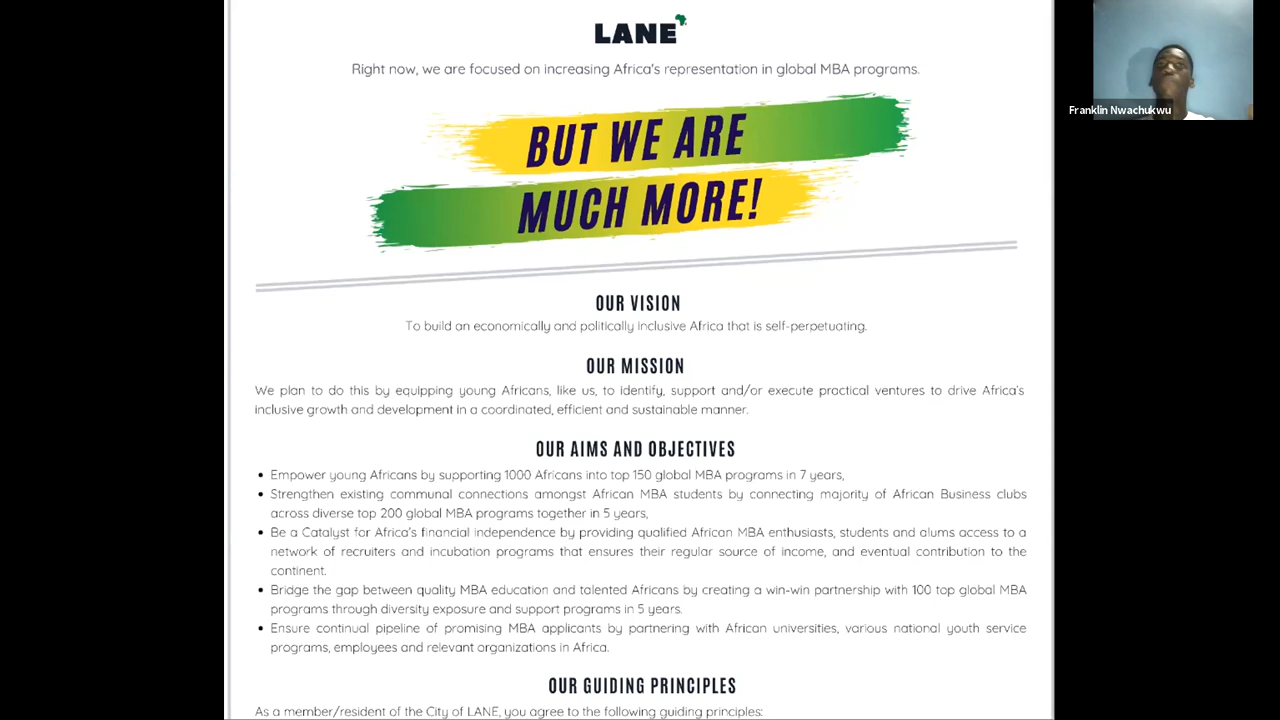 LANE
Right now, we are focused on increasing Africa's representation in global MBA programs.
BUT WE ARE
MUCH MORE!
OUR VISION
To build an economically and politically inclusive Africa that is self-perpetuating.
OUR MISSION
We plan to do this by equipping young Africans, like us, to identify, support and/or execute practical ventures to drive Africa's
inclusive growth and development in a coordinated, efficient and sustainable manner.
OUR AIMS AND OBJECTIVES
• Empower young Africans by supporting 1000 Africans into top 150 global MBA programs in 7 years,
• Strengthen existing communal connections amongst African MBA students by connecting majority of African Business clubs
across diverse top 200 global MBA programs together in 5 years,
• Be a Catalyst for Africa's financial independence by providing qualified African MBA enthusiasts, students and alums access to a
network of recruiters and incubation programs that ensures their regular source of income, and eventual contribution to the
continent.
• Bridge the gap between quality MBA education and talented Africans by creating a win-win partnership with 100 top global MBA
programs through diversity exposure and support programs in 5 years.
• Ensure continual pipeline of promising MBA applicants by partnering with African universities, various national youth service
programs, employees and relevant organizations in Africa.
OUR GUIDING PRINCIPLES
As a member/resident of the City of LANE, you agree to the following guiding principles:
Franklin Nwachukwu